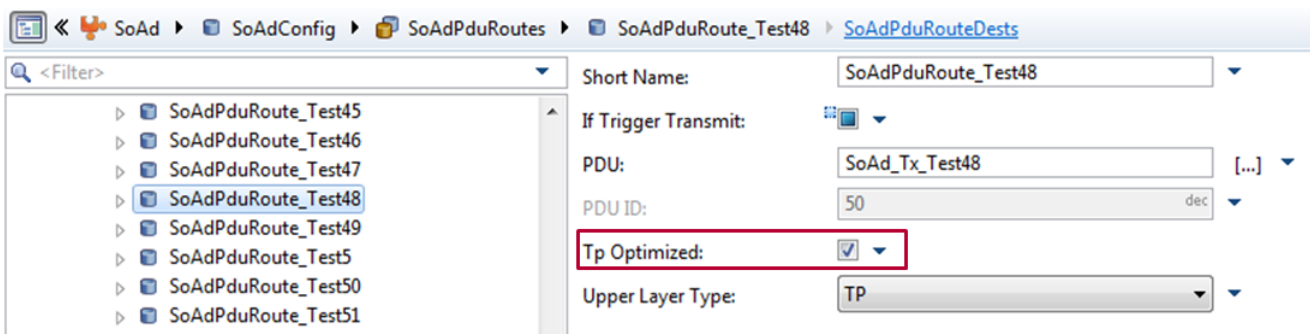 SoAd SoAdConfig SoAdPduRoutes SoAdPduRoute_Test48 SoAdPduRouteDests
<Filter>
SoAdPduRoute_Test45
SoAdPduRoute_Test46
SoAdPduRoute_Test47
SoAdPduRoute_Test48
SoAdPduRoute_Test49
SoAdPduRoute_Test5
SoAdPduRoute_Test50
SoAdPduRoute_Test51
Short Name: SoAdPduRoute_Test48
If Trigger Transmit:
PDU: SoAd_Tx_Test48 [...]
PDU ID: 50 dec
Tp Optimized:
Upper Layer Type: TP